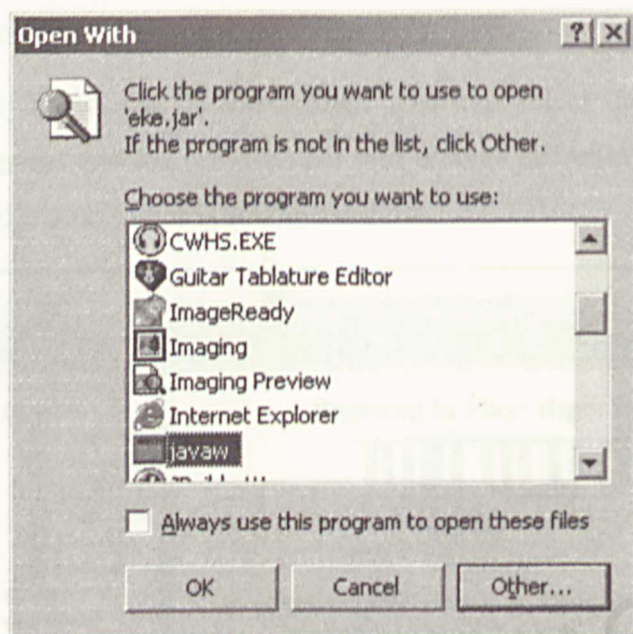 Open With
Click the program you want to use to open
'eke.jar'.
If the program is not in the list, click Other.
Choose the program you want to use:
CWHS.EXE
Guitar Tablature Editor
ImageReady
Imaging
Imaging Preview
Internet Explorer
javaw
Always use this program to open these files
OK
Cancel
Other...